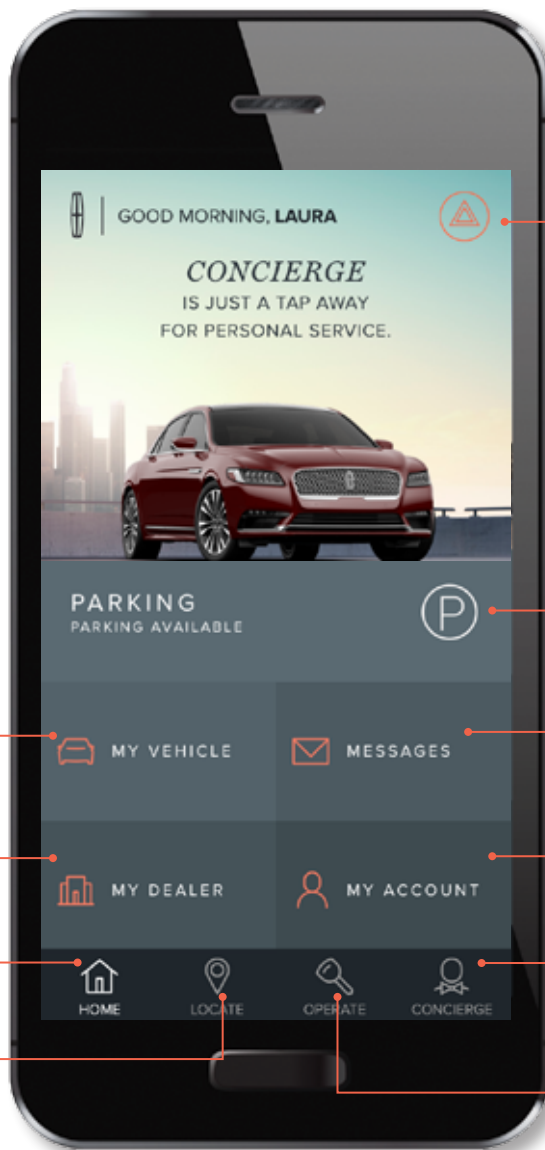 GOOD MORNING, LAURA
CONCIERGE
IS JUST A TAP AWAY
FOR PERSONAL SERVICE.
PARKING
PARKING AVAILABLE
P
MY VEHICLE
MESSAGES
MY DEALER
MY ACCOUNT
HOME
LOCATE
OPERATE
CONCIERGE